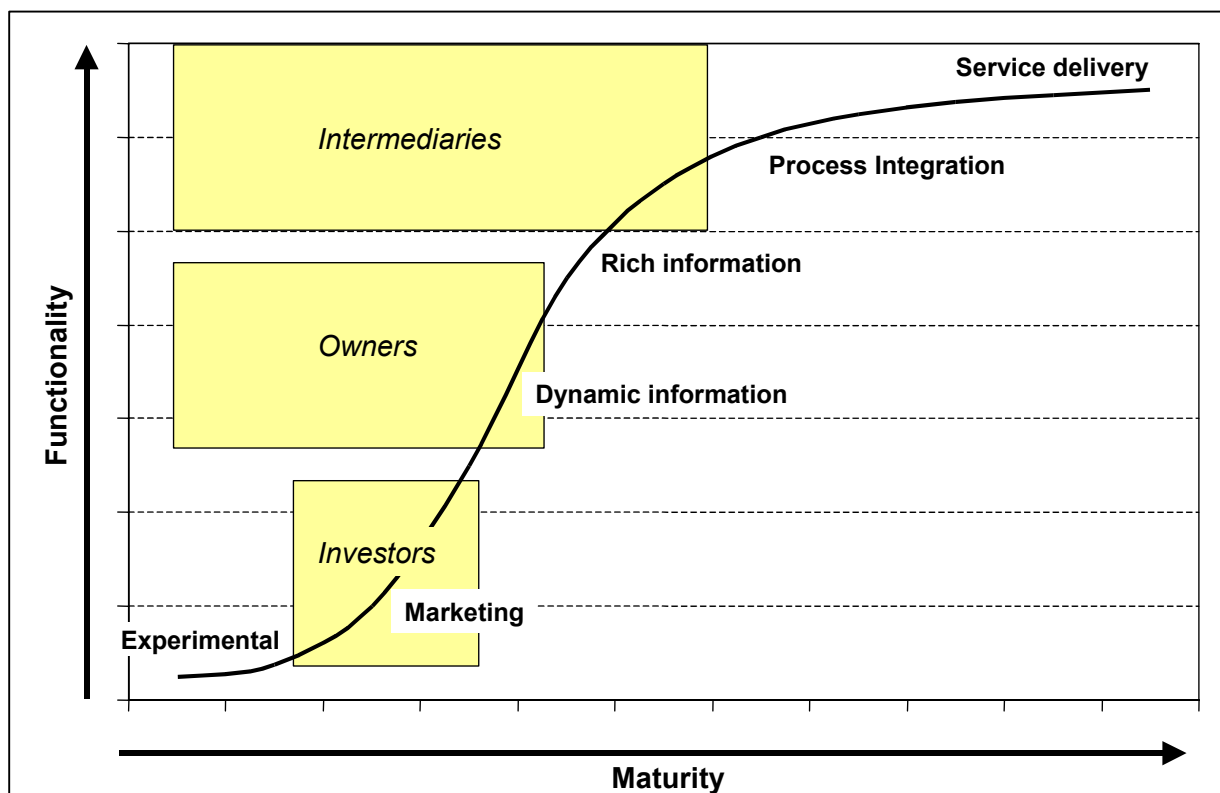 Service delivery
Intermediaries
Process Integration
Rich information
Functionality
Owners
Dynamic information
Investors
Marketing
Experimental
Maturity